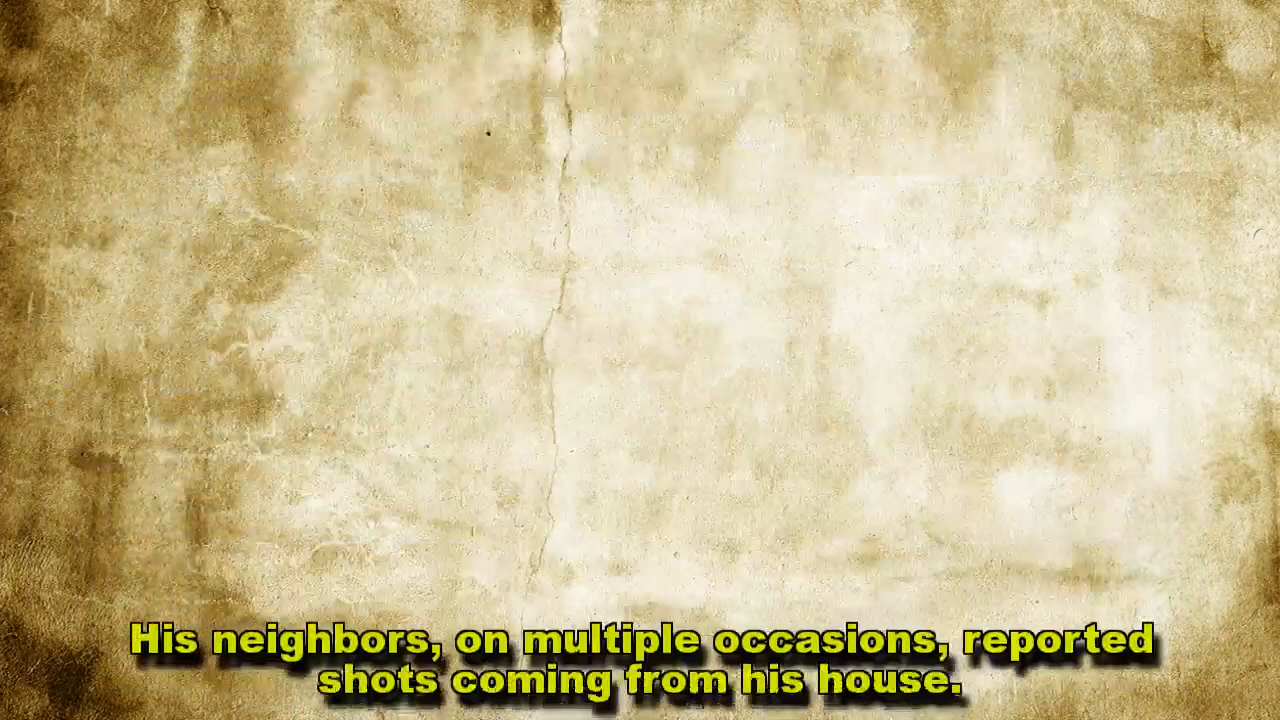 His neighbors, on multiple occasions, reported
shots coming from his house.